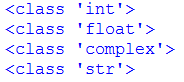 <class 'int'>
<class 'float'>
<class 'complex'>
<class 'str'>